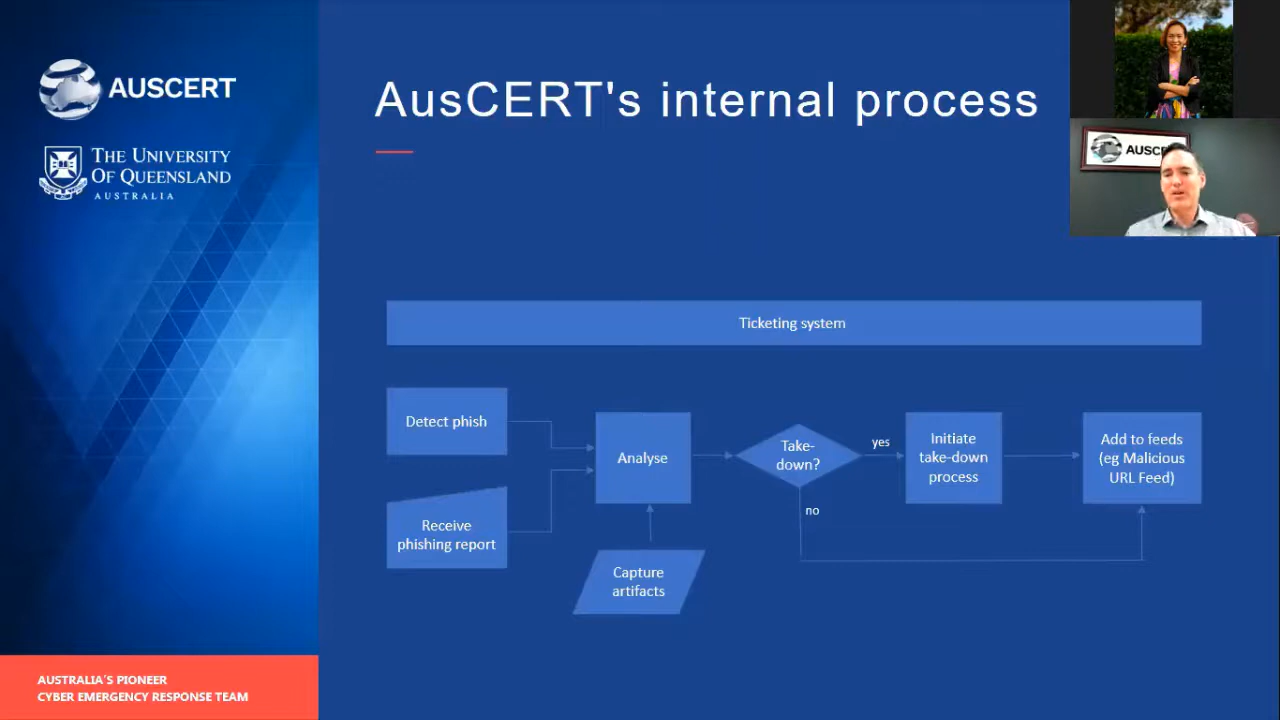 AUSCERT
THE UNIVERSITY
OF QUEENSLAND
AUSTRALIA
AusCERT's internal process
AUSC
Ticketing system
Detect phish
Receive
phishing report
Analyse
Capture
artifacts
Take-
down?
yes
no
Initiate
take-down
process
Add to feeds
(eg Malicious
URL Feed)
AUSTRALIA'S PIONEER
CYBER EMERGENCY RESPONSE TEAM